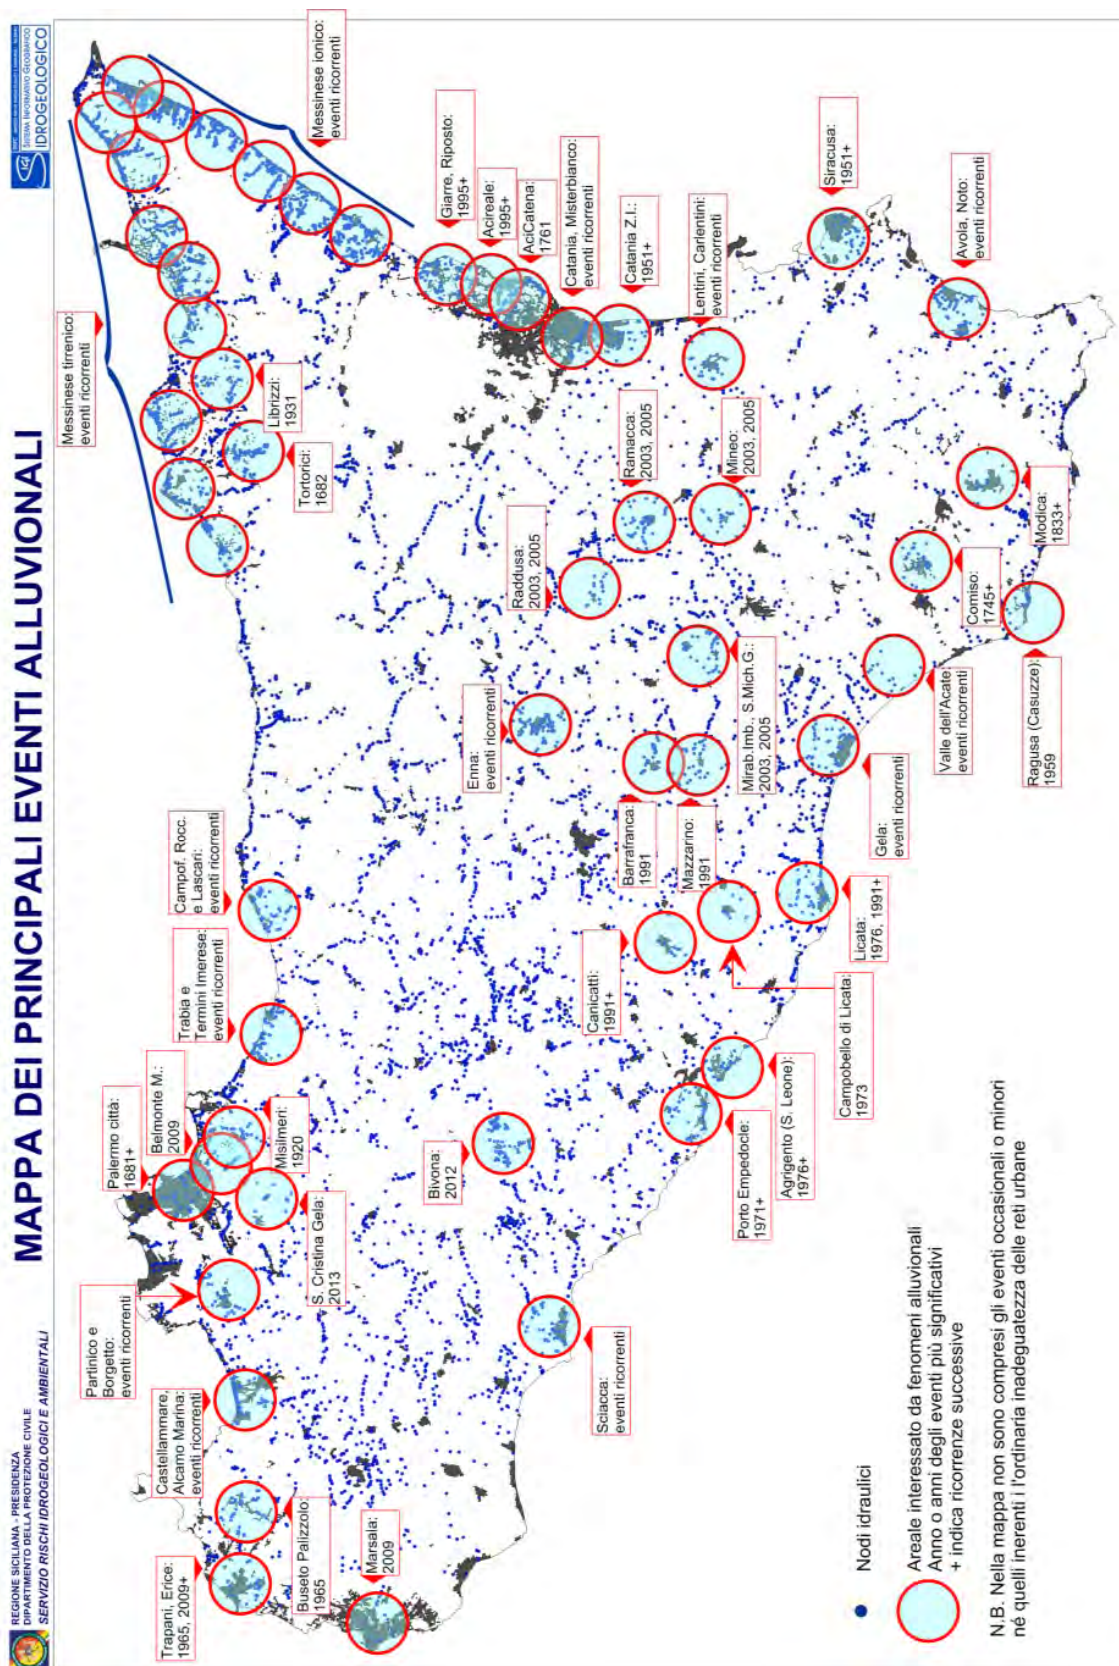 REGIONE SICILIANA - PRESIDENZA
DIPARTIMENTO DELLA PROTEZIONE CIVILE
SERVIZIO RISCHI IDROGEOLOGICI E AMBIENTALI
MAPPA DEI PRINCIPALI EVENTI ALLUVIONALI
SIGI
SISTEMA INFORMATIVO GEOGRAFICO
IDROGEOLOGICO
Trapani, Erice:
1965, 2009+
Buseto Palizzolo:
1965
Marsala:
2009
Castellammare,
Alcamo Marina:
eventi ricorrenti
Partinico e
Borgetto:
eventi ricorrenti
Palermo città:
1681+
Belmonte M.:
2009
Misilmeri:
1920
S. Cristina Gela:
2013
Trabia e
Termini Imerese:
eventi ricorrenti
Campof. Rocc.
e Lascari:
eventi ricorrenti
Messinese tirrenico:
eventi ricorrenti
Tortorici:
1682
Librizzi:
1931
Messinese ionico:
eventi ricorrenti
Giarre, Riposto:
1995+
Acireale:
1995+
AciCatena:
1761
Catania, Misterbianco:
eventi ricorrenti
Catania Z.I.:
1951+
Lentini, Carlentini:
eventi ricorrenti
Siracusa:
1951+
Avola, Noto:
eventi ricorrenti
Sciacca:
eventi ricorrenti
Bivona:
2012
Porto Empedocle:
1971+
Agrigento (S. Leone):
1976+
Campobello di Licata:
1973
Canicattì:
1991+
Licata:
1976, 1991+
Barrafranca:
1991
Mazzarino:
1991
Enna:
eventi ricorrenti
Mirab.Imb., S.Mich.G.:
2003, 2005
Raddusa:
2003, 2005
Ramacca:
2003, 2005
Mineo:
2003, 2005
Gela:
eventi ricorrenti
Valle dell'Acate:
eventi ricorrenti
Ragusa (Casuzze):
1959
Comiso:
1745+
Modica:
1833+
Nodi idraulici
Areale interessato da fenomeni alluvionali
Anno o anni degli eventi più significativi
+ indica ricorrenze successive
N.B. Nella mappa non sono compresi gli eventi occasionali o minori
né quelli inerenti l'ordinaria inadeguatezza delle reti urbane